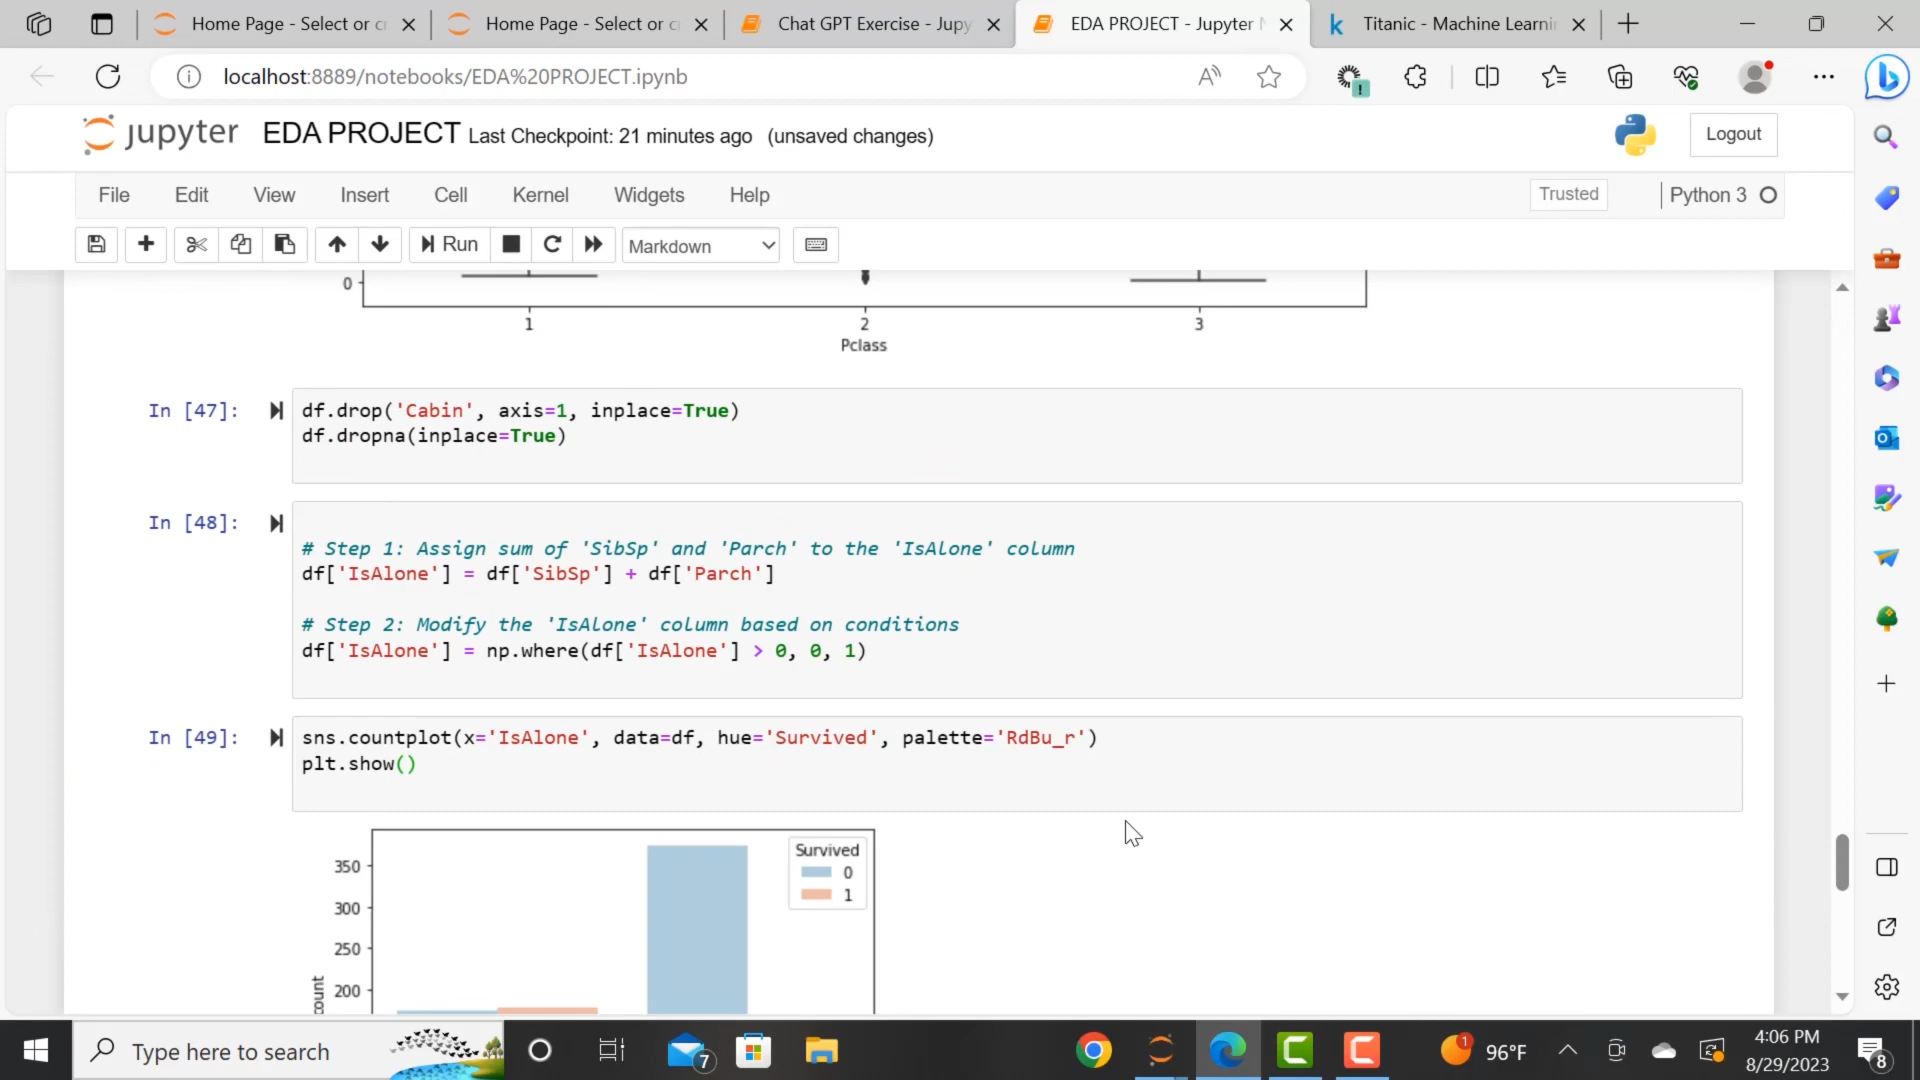 Home Page - Select or c
Home Page - Select or c
Chat GPT Exercise - Jupy
EDA PROJECT - Jupyter
Titanic - Machine Learni
localhost:8889/notebooks/EDA%20PROJECT.ipynb
jupyter EDA PROJECT Last Checkpoint: 21 minutes ago (unsaved changes)
Logout
File Edit View Insert Cell Kernel Widgets Help
Trusted
Python 3
Run
Markdown
0
1 2 3
Pclass
In [47]:
df.drop('Cabin', axis=1, inplace=True)
df.dropna(inplace=True)
In [48]:
# Step 1: Assign sum of 'SibSp' and 'Parch' to the 'IsAlone' column
df['IsAlone'] = df['SibSp'] + df['Parch']
# Step 2: Modify the 'IsAlone' column based on conditions
df['IsAlone'] = np.where(df['IsAlone'] > 0, 0, 1)
In [49]:
sns.countplot(x='IsAlone', data=df, hue='Survived', palette='RdBu_r')
plt.show()
350
300
250
200
count
Survived
0
1
Type here to search
7
1
96°F
4:06 PM
8/29/2023
8